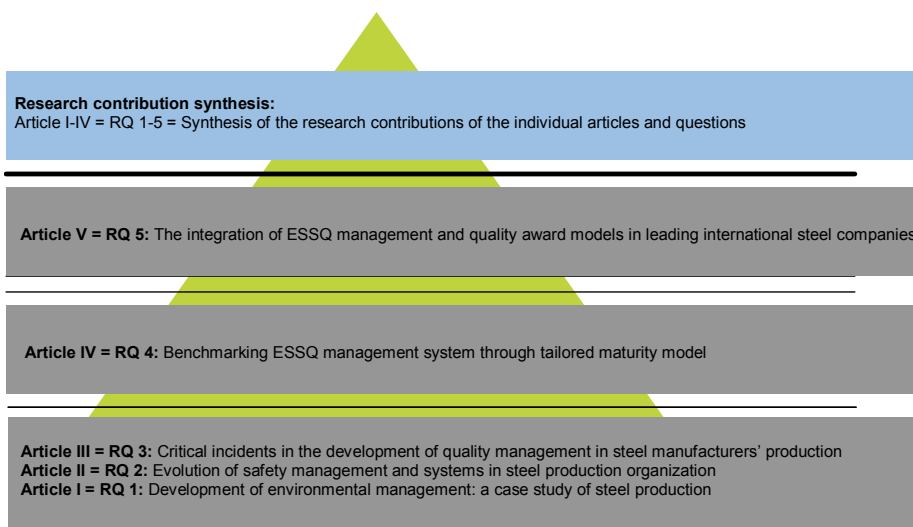 Research contribution synthesis:
Article I-IV = RQ 1-5 = Synthesis of the research contributions of the individual articles and questions
Article V = RQ 5: The integration of ESSQ management and quality award models in leading international steel companies
Article IV = RQ 4: Benchmarking ESSQ management system through tailored maturity model
Article III = RQ 3: Critical incidents in the development of quality management in steel manufacturers' production
Article II = RQ 2: Evolution of safety management and systems in steel production organization
Article I = RQ 1: Development of environmental management: a case study of steel production